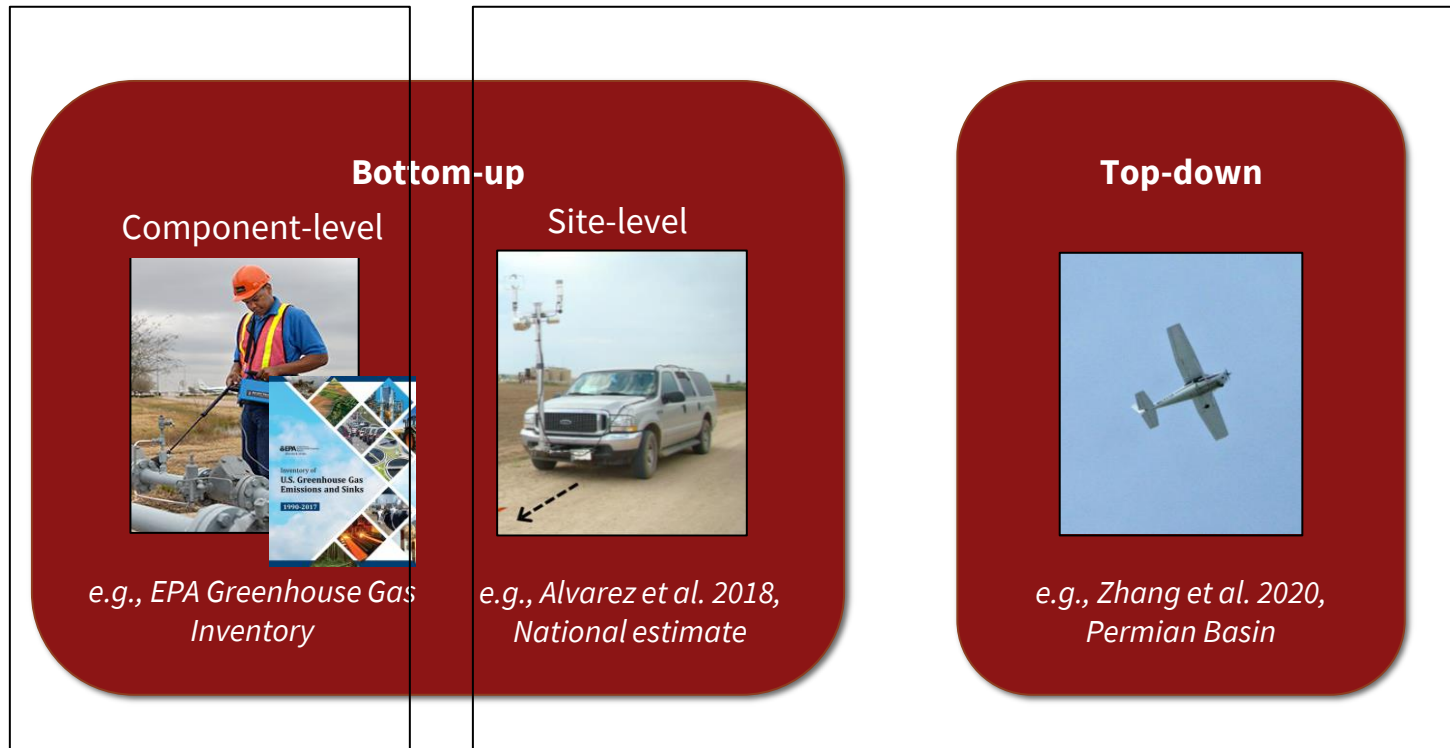 Bottom-up
Component-level
Site-level
EPA
Inventory of
U.S. Greenhouse Gas
Emissions and Sinks
1990-2017
e.g., EPA Greenhouse Gas
Inventory
e.g., Alvarez et al. 2018,
National estimate
Top-down
e.g., Zhang et al. 2020,
Permian Basin